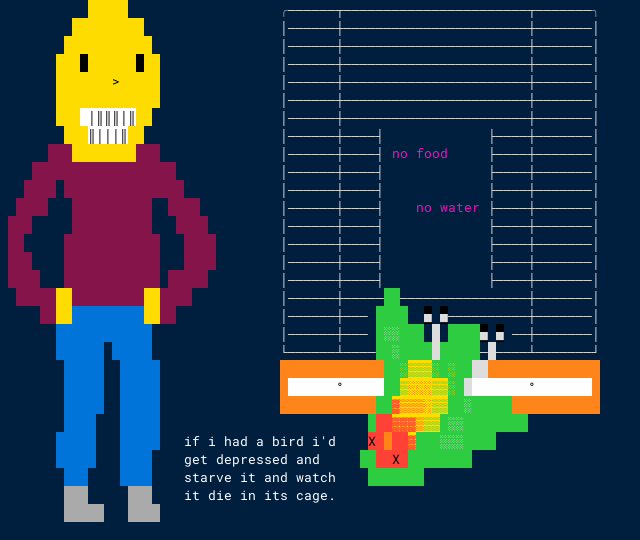 no food
no water
if i had a bird i'd
get depressed and
starve it and watch
it die in its cage.